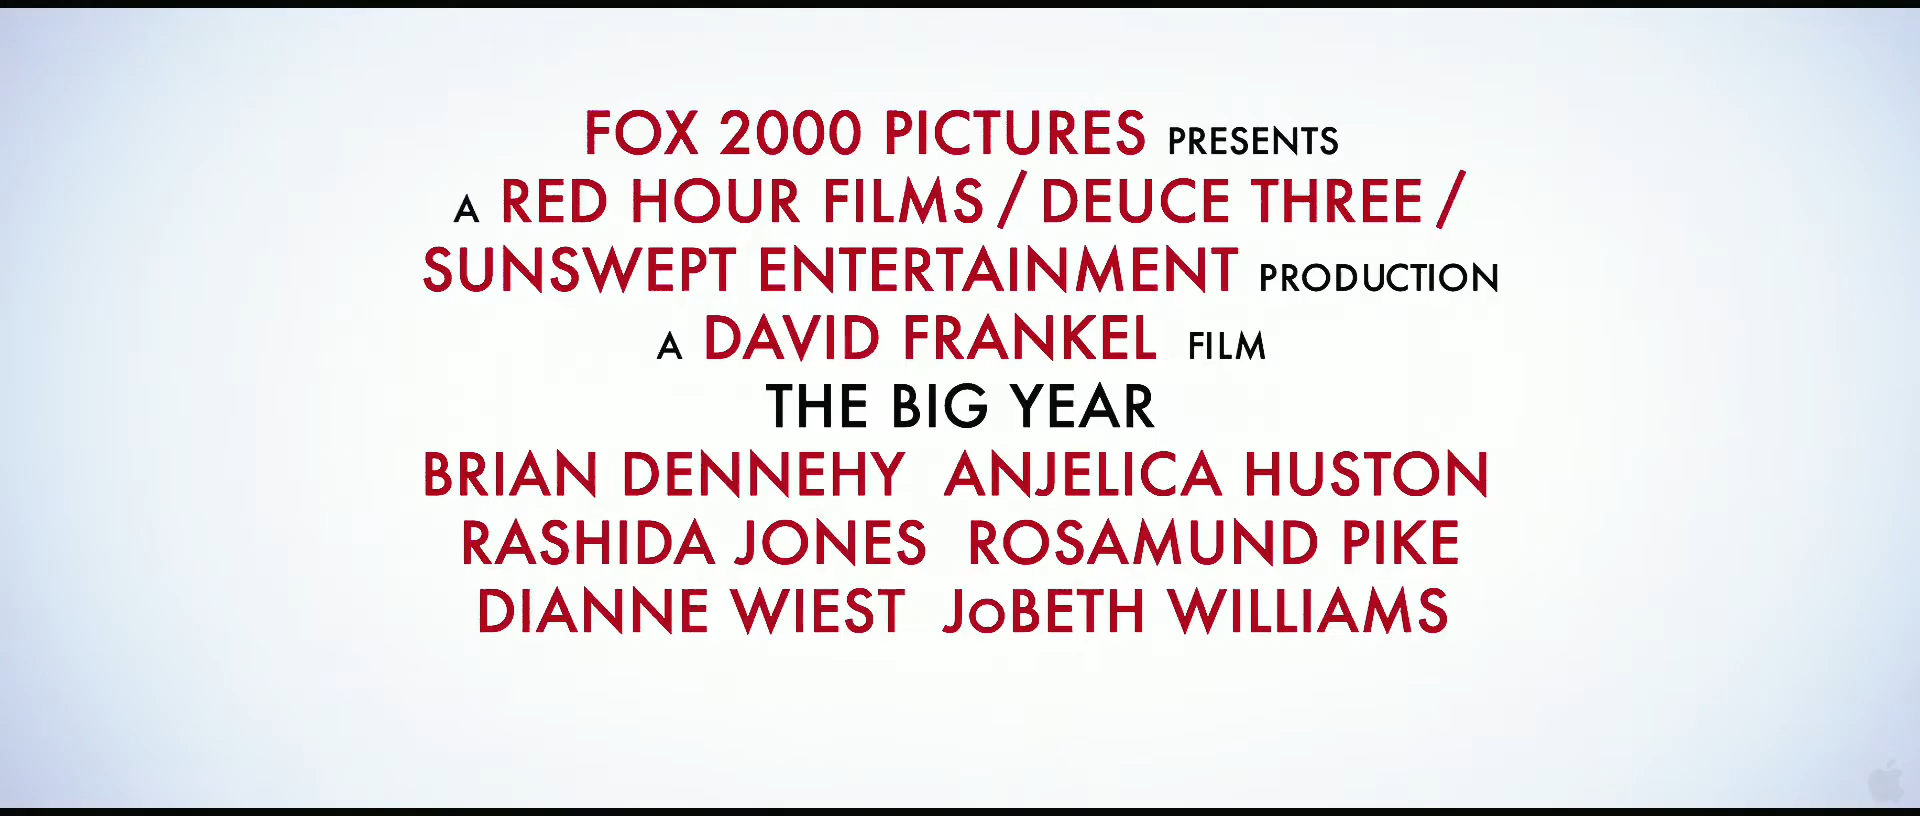 FOX 2000 PICTURES PRESENTS
A RED HOUR FILMS / DEUCE THREE /
SUNSWEPT ENTERTAINMENT PRODUCTION
A DAVID FRANKEL FILM
THE BIG YEAR
BRIAN DENNEHY ANJELICA HUSTON
RASHIDA JONES ROSAMUND PIKE
DIANNE WIEST JoBETH WILLIAMS